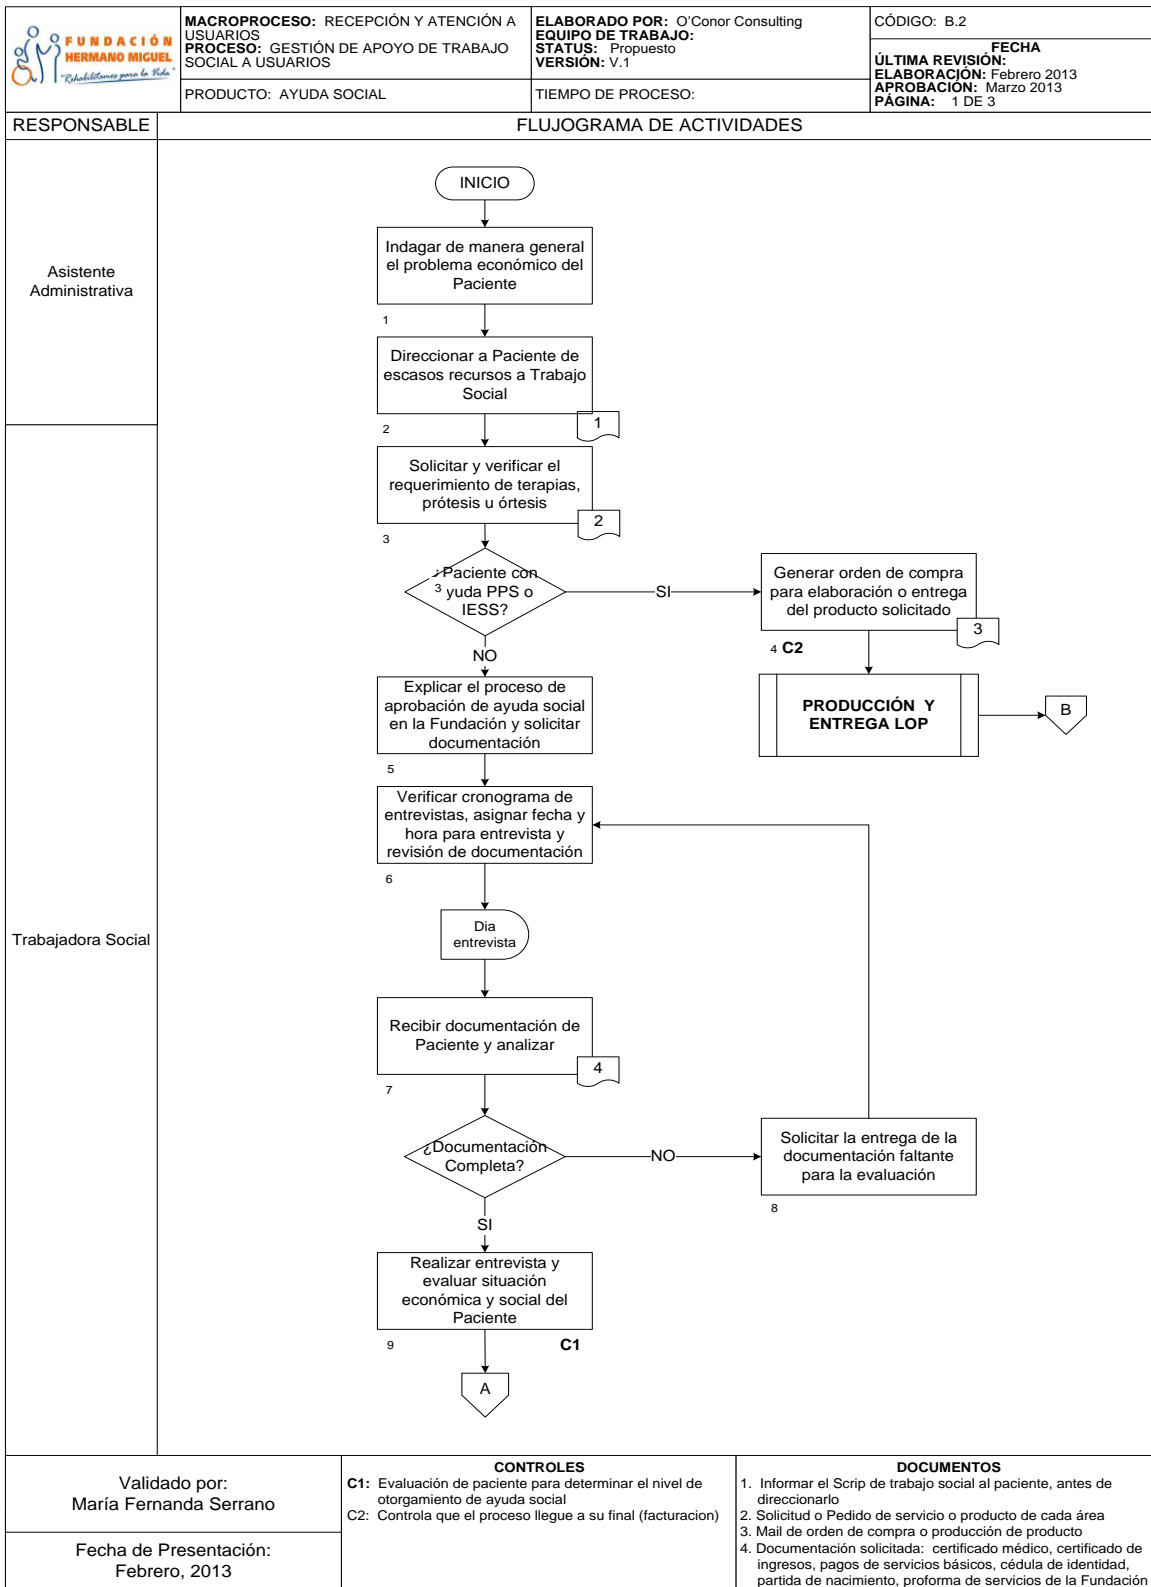 FUNDACIÓN
HERMANO MIGUEL
"Rehabilitamos para la Vida"
MACROPROCESO: RECEPCIÓN Y ATENCIÓN A
USUARIOS
PROCESO: GESTIÓN DE APOYO DE TRABAJO
SOCIAL A USUARIOS
PRODUCTO: AYUDA SOCIAL
ELABORADO POR: O'Conor Consulting
EQUIPO DE TRABAJO:
STATUS: Propuesto
VERSIÓN: V.1
TIEMPO DE PROCESO:
CÓDIGO: B.2
FECHA
ÚLTIMA REVISIÓN:
ELABORACIÓN: Febrero 2013
APROBACIÓN: Marzo 2013
PÁGINA: 1 DE 3
RESPONSABLE
FLUJOGRAMA DE ACTIVIDADES
Asistente
Administrativa
INICIO
Indagar de manera general
el problema económico del
Paciente
1
Direccionar a Paciente de
escasos recursos a Trabajo
Social
1
2
Trabajadora Social
Solicitar y verificar el
requerimiento de terapias,
prótesis u órtesis
2
3
¿Paciente con
3 yuda PPS o
IESS?
SI
Generar orden de compra
para elaboración o entrega
del producto solicitado
3
4 C2
PRODUCCIÓN Y
ENTREGA LOP
B
NO
Explicar el proceso de
aprobación de ayuda social
en la Fundación y solicitar
documentación
5
Verificar cronograma de
entrevistas, asignar fecha y
hora para entrevista y
revisión de documentación
6
Dia
entrevista
Recibir documentación de
Paciente y analizar
4
7
¿Documentación
Completa?
NO
Solicitar la entrega de la
documentación faltante
para la evaluación
8
SI
Realizar entrevista y
evaluar situación
económica y social del
Paciente
9
C1
A
Validado por:
María Fernanda Serrano
Fecha de Presentación:
Febrero, 2013
CONTROLES
C1: Evaluación de paciente para determinar el nivel de
otorgamiento de ayuda social
C2: Controla que el proceso llegue a su final (facturacion)
DOCUMENTOS
1. Informar el Scrip de trabajo social al paciente, antes de
direccionarlo
2. Solicitud o Pedido de servicio o producto de cada área
3. Mail de orden de compra o producción de producto
4. Documentación solicitada: certificado médico, certificado de
ingresos, pagos de servicios básicos, cédula de identidad,
partida de nacimiento, proforma de servicios de la Fundación